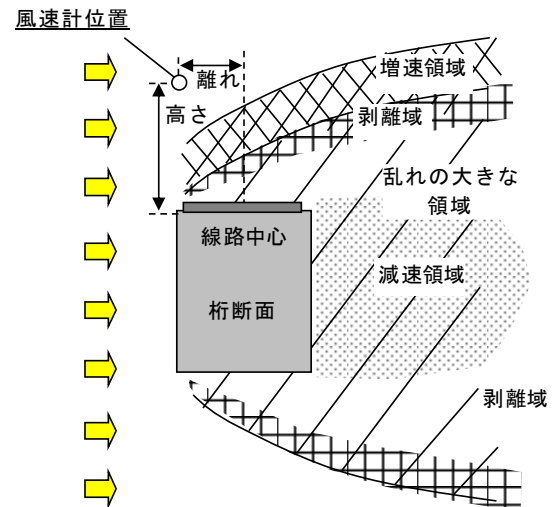 風速計位置
離れ
高さ
増速領域
剥離域
乱れの大きな
領域
線路中心
減速領域
桁断面
剥離域